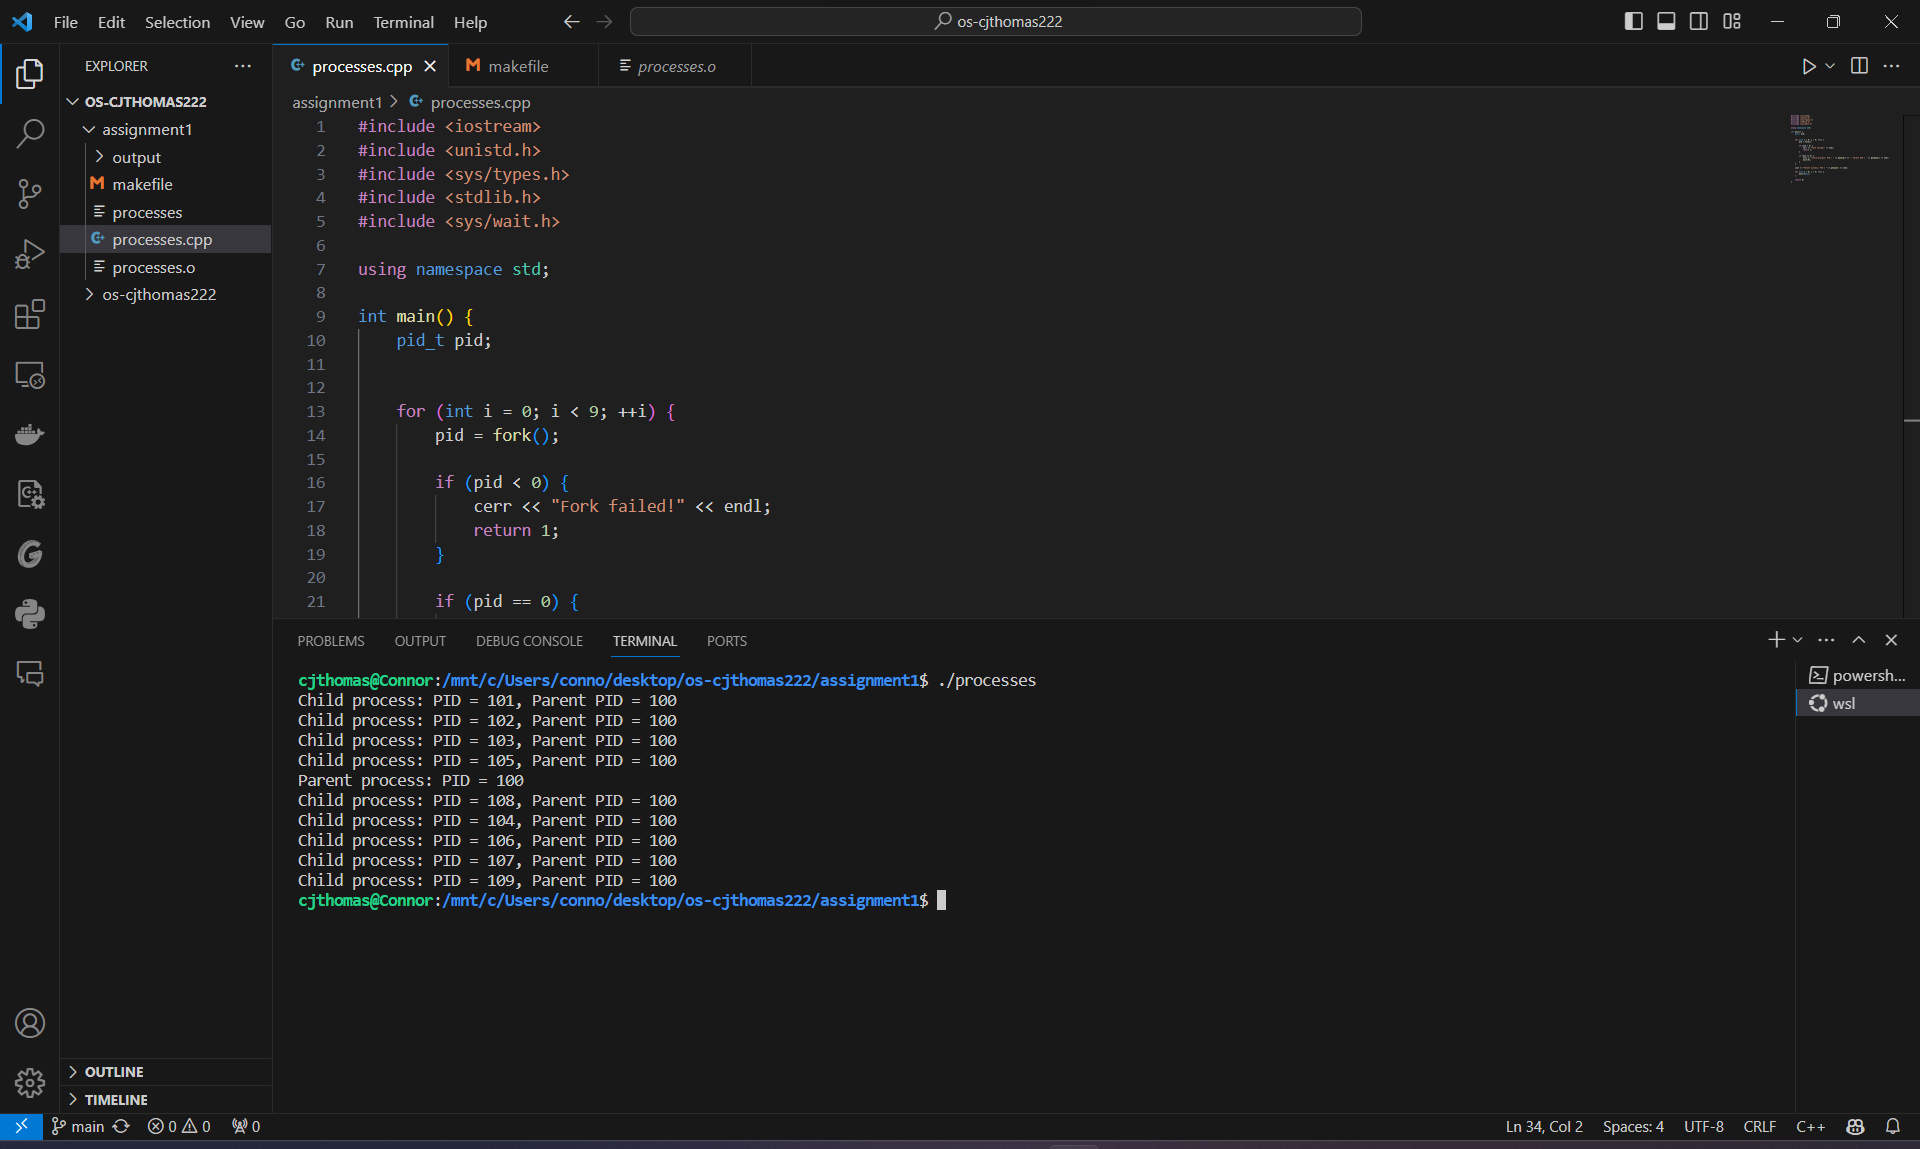 File Edit Selection View Go Run Terminal Help
os-cjthomas222
EXPLORER
OS-CJTHOMAS222
assignment1
output
makefile
processes
processes.cpp
processes.o
os-cjthomas222
OUTLINE
TIMELINE
processes.cpp
makefile
processes.o
assignment1 > processes.cpp
1 #include <iostream>
2 #include <unistd.h>
3 #include <sys/types.h>
4 #include <stdlib.h>
5 #include <sys/wait.h>
6
7 using namespace std;
8
9 int main() {
10 pid_t pid;
11
12
13 for (int i = 0; i < 9; ++i) {
14 pid = fork();
15
16 if (pid < 0) {
17 cerr << "Fork failed!" << endl;
18 return 1;
19 }
20
21 if (pid == 0) {
PROBLEMS OUTPUT DEBUG CONSOLE TERMINAL PORTS
cjthomas@Connor:/mnt/c/Users/conno/desktop/os-cjthomas222/assignment1$ ./processes
Child process: PID = 101, Parent PID = 100
Child process: PID = 102, Parent PID = 100
Child process: PID = 103, Parent PID = 100
Child process: PID = 105, Parent PID = 100
Parent process: PID = 100
Child process: PID = 108, Parent PID = 100
Child process: PID = 104, Parent PID = 100
Child process: PID = 106, Parent PID = 100
Child process: PID = 107, Parent PID = 100
Child process: PID = 109, Parent PID = 100
cjthomas@Connor:/mnt/c/Users/conno/desktop/os-cjthomas222/assignment1$
powersh...
wsl
main 0 0 0
Ln 34, Col 2 Spaces: 4 UTF-8 CRLF C++